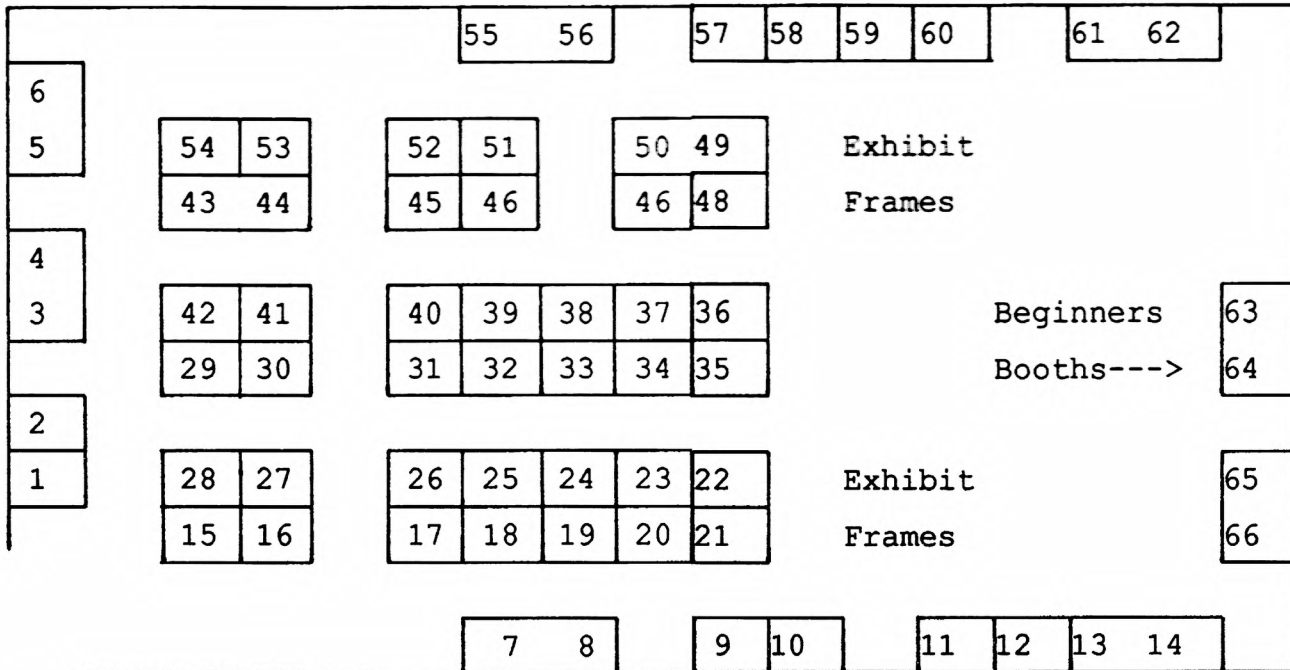 55 56 57 58 59 60 61 62
6
5 54 53 52 51 50 49 Exhibit
43 44 45 46 46 48 Frames
4
3 42 41 40 39 38 37 36 Beginners 63
29 30 31 32 33 34 35 Booths---> 64
2
1 28 27 26 25 24 23 22 Exhibit 65
15 16 17 18 19 20 21 Frames 66
7 8 9 10 11 12 13 14